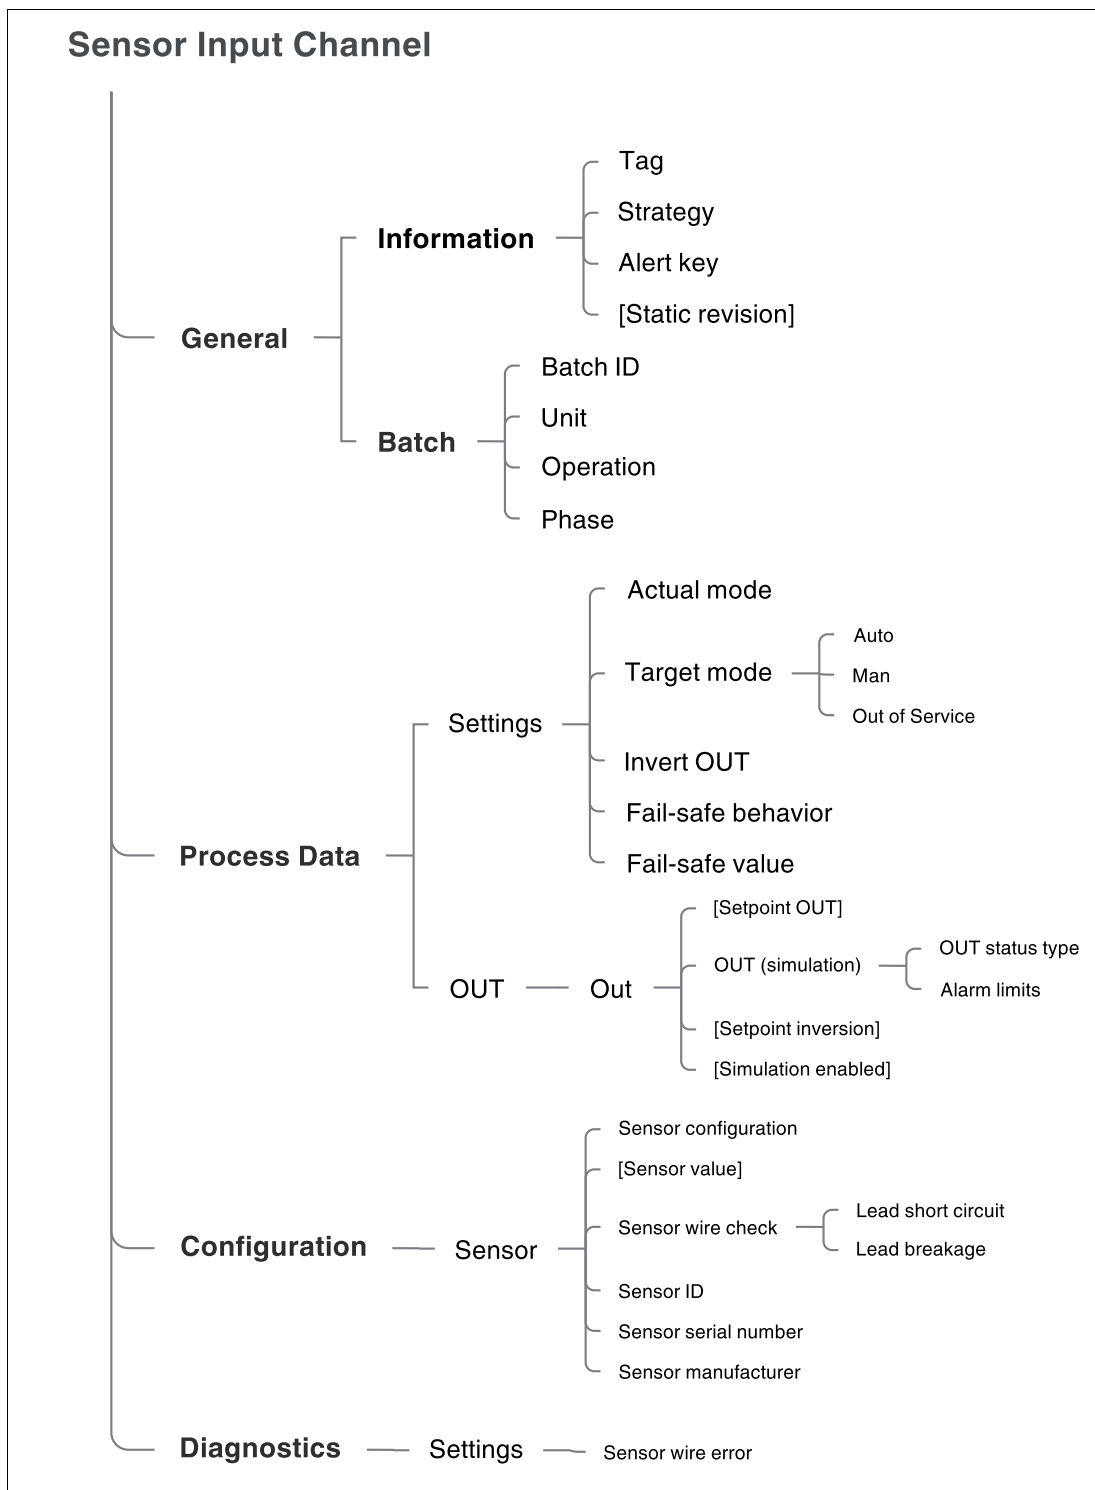 Sensor Input Channel
General
Information
Tag
Strategy
Alert key
[Static revision]
Batch
Batch ID
Unit
Operation
Phase
Process Data
Settings
Actual mode
Target mode
Auto
Man
Out of Service
Invert OUT
Fail-safe behavior
Fail-safe value
OUT
Out
[Setpoint OUT]
OUT (simulation)
OUT status type
Alarm limits
[Setpoint inversion]
[Simulation enabled]
Configuration
Sensor
Sensor configuration
[Sensor value]
Sensor wire check
Lead short circuit
Lead breakage
Sensor ID
Sensor serial number
Sensor manufacturer
Diagnostics
Settings
Sensor wire error